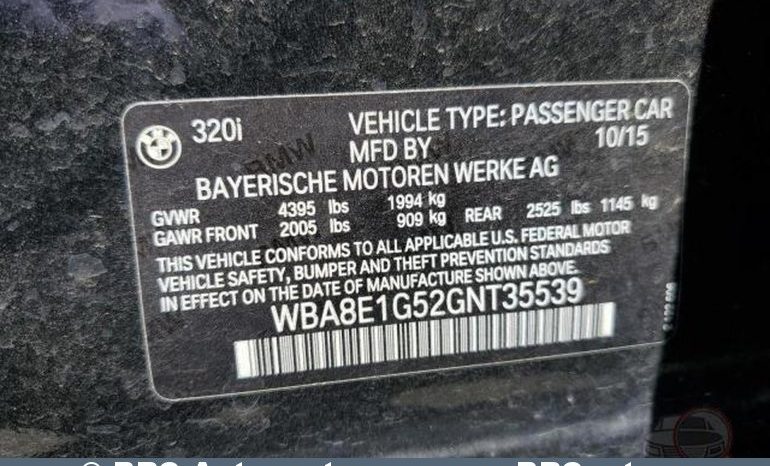 320i VEHICLE TYPE: PASSENGER CAR
MFD BY 10/15
BAYERISCHE MOTOREN WERKE AG
GVWR 4395 lbs 1994 kg
GAWR FRONT 2005 lbs 909 kg REAR 2525 lbs 1145 kg
THIS VEHICLE CONFORMS TO ALL APPLICABLE U.S. FEDERAL MOTOR
VEHICLE SAFETY, BUMPER AND THEFT PREVENTION STANDARDS
IN EFFECT ON THE DATE OF MANUFACTURE SHOWN ABOVE.
WBA8E1G52GNT35539